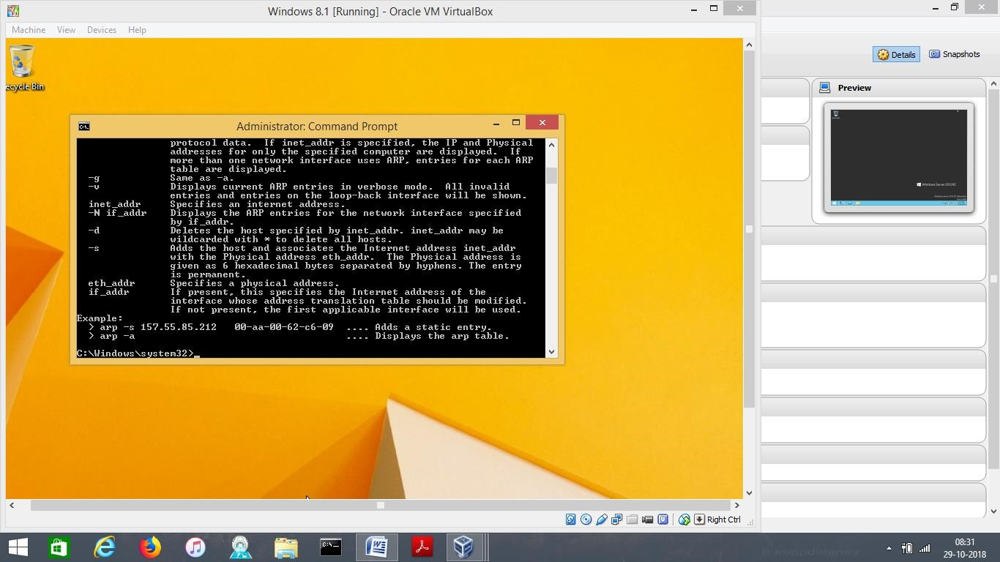 Windows 8.1 [Running] - Oracle VM VirtualBox
Machine View Devices Help
Details Snapshots
Preview
ecycle Bin
Administrator: Command Prompt
protocol data.  If inet_addr is specified, the IP and Physical
addresses for only the specified computer are displayed.  If
more than one network interface uses ARP, entries for each ARP
table are displayed.
-g Same as -a.
-v Displays current ARP entries in verbose mode.  All invalid
entries and entries on the loop-back interface will be shown.
inet_addr Specifies an internet address.
-N if_addr Displays the ARP entries for the network interface specified
by if_addr.
-d Deletes the host specified by inet_addr. inet_addr may be
wildcarded with * to delete all hosts.
-s Adds the host and associates the Internet address inet_addr
with the Physical address eth_addr.  The Physical address is
given as 6 hexadecimal bytes separated by hyphens. The entry
is permanent.
eth_addr Specifies a physical address.
if_addr If present, this specifies the Internet address of the
interface whose address translation table should be modified.
If not present, the first applicable interface will be used.
Example:
> arp -s 157.55.85.212   00-aa-00-62-c6-09  .... Adds a static entry.
> arp -a .... Displays the arp table.
C:\Windows\system32>_
Windows Server 2012 R2
Right Ctrl
08:31
29-10-2018